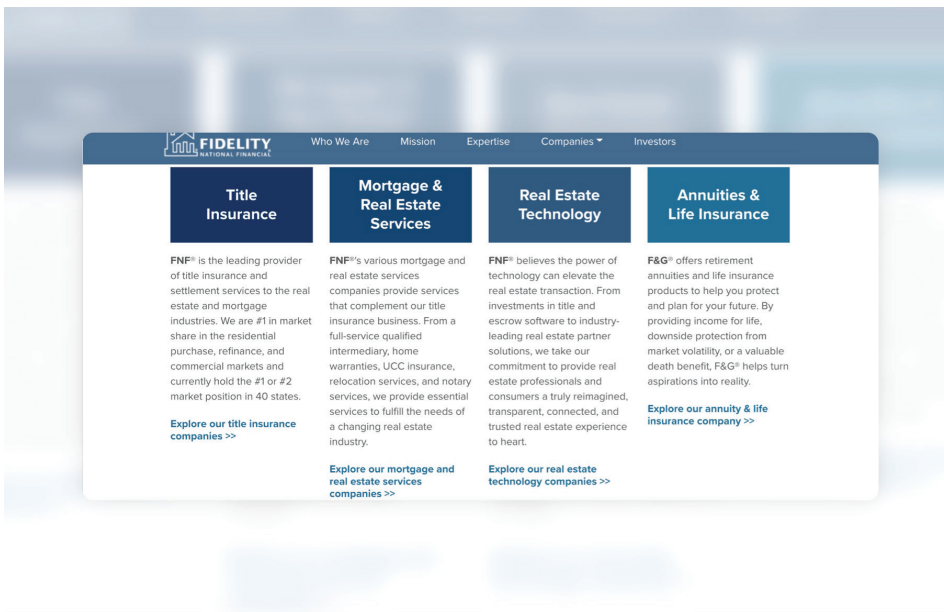 FIDELITY
NATIONAL FINANCIAL
Who We Are Mission Expertise Companies Investors
Title
Insurance
FNF® is the leading provider
of title insurance and
settlement services to the real
estate and mortgage
industries. We are #1 in market
share in the residential
purchase, refinance, and
commercial markets and
currently hold the #1 or #2
market position in 40 states.
Explore our title insurance
companies >>
Mortgage &
Real Estate
Services
FNF®'s various mortgage and
real estate services
companies provide services
that complement our title
insurance business. From a
full-service qualified
intermediary, home
warranties, UCC insurance,
relocation services, and notary
services, we provide essential
services to fulfill the needs of
a changing real estate
industry.
Explore our mortgage and
real estate services
companies >>
Real Estate
Technology
FNF® believes the power of
technology can elevate the
real estate transaction. From
investments in title and
escrow software to industry-
leading real estate partner
solutions, we take our
commitment to provide real
estate professionals and
consumers a truly reimagined,
transparent, connected, and
trusted real estate experience
to heart.
Explore our real estate
technology companies >>
Annuities &
Life Insurance
F&G® offers retirement
annuities and life insurance
products to help you protect
and plan for your future. By
providing income for life,
downside protection from
market volatility, or a valuable
death benefit, F&G® helps turn
aspirations into reality.
Explore our annuity & life
insurance company >>